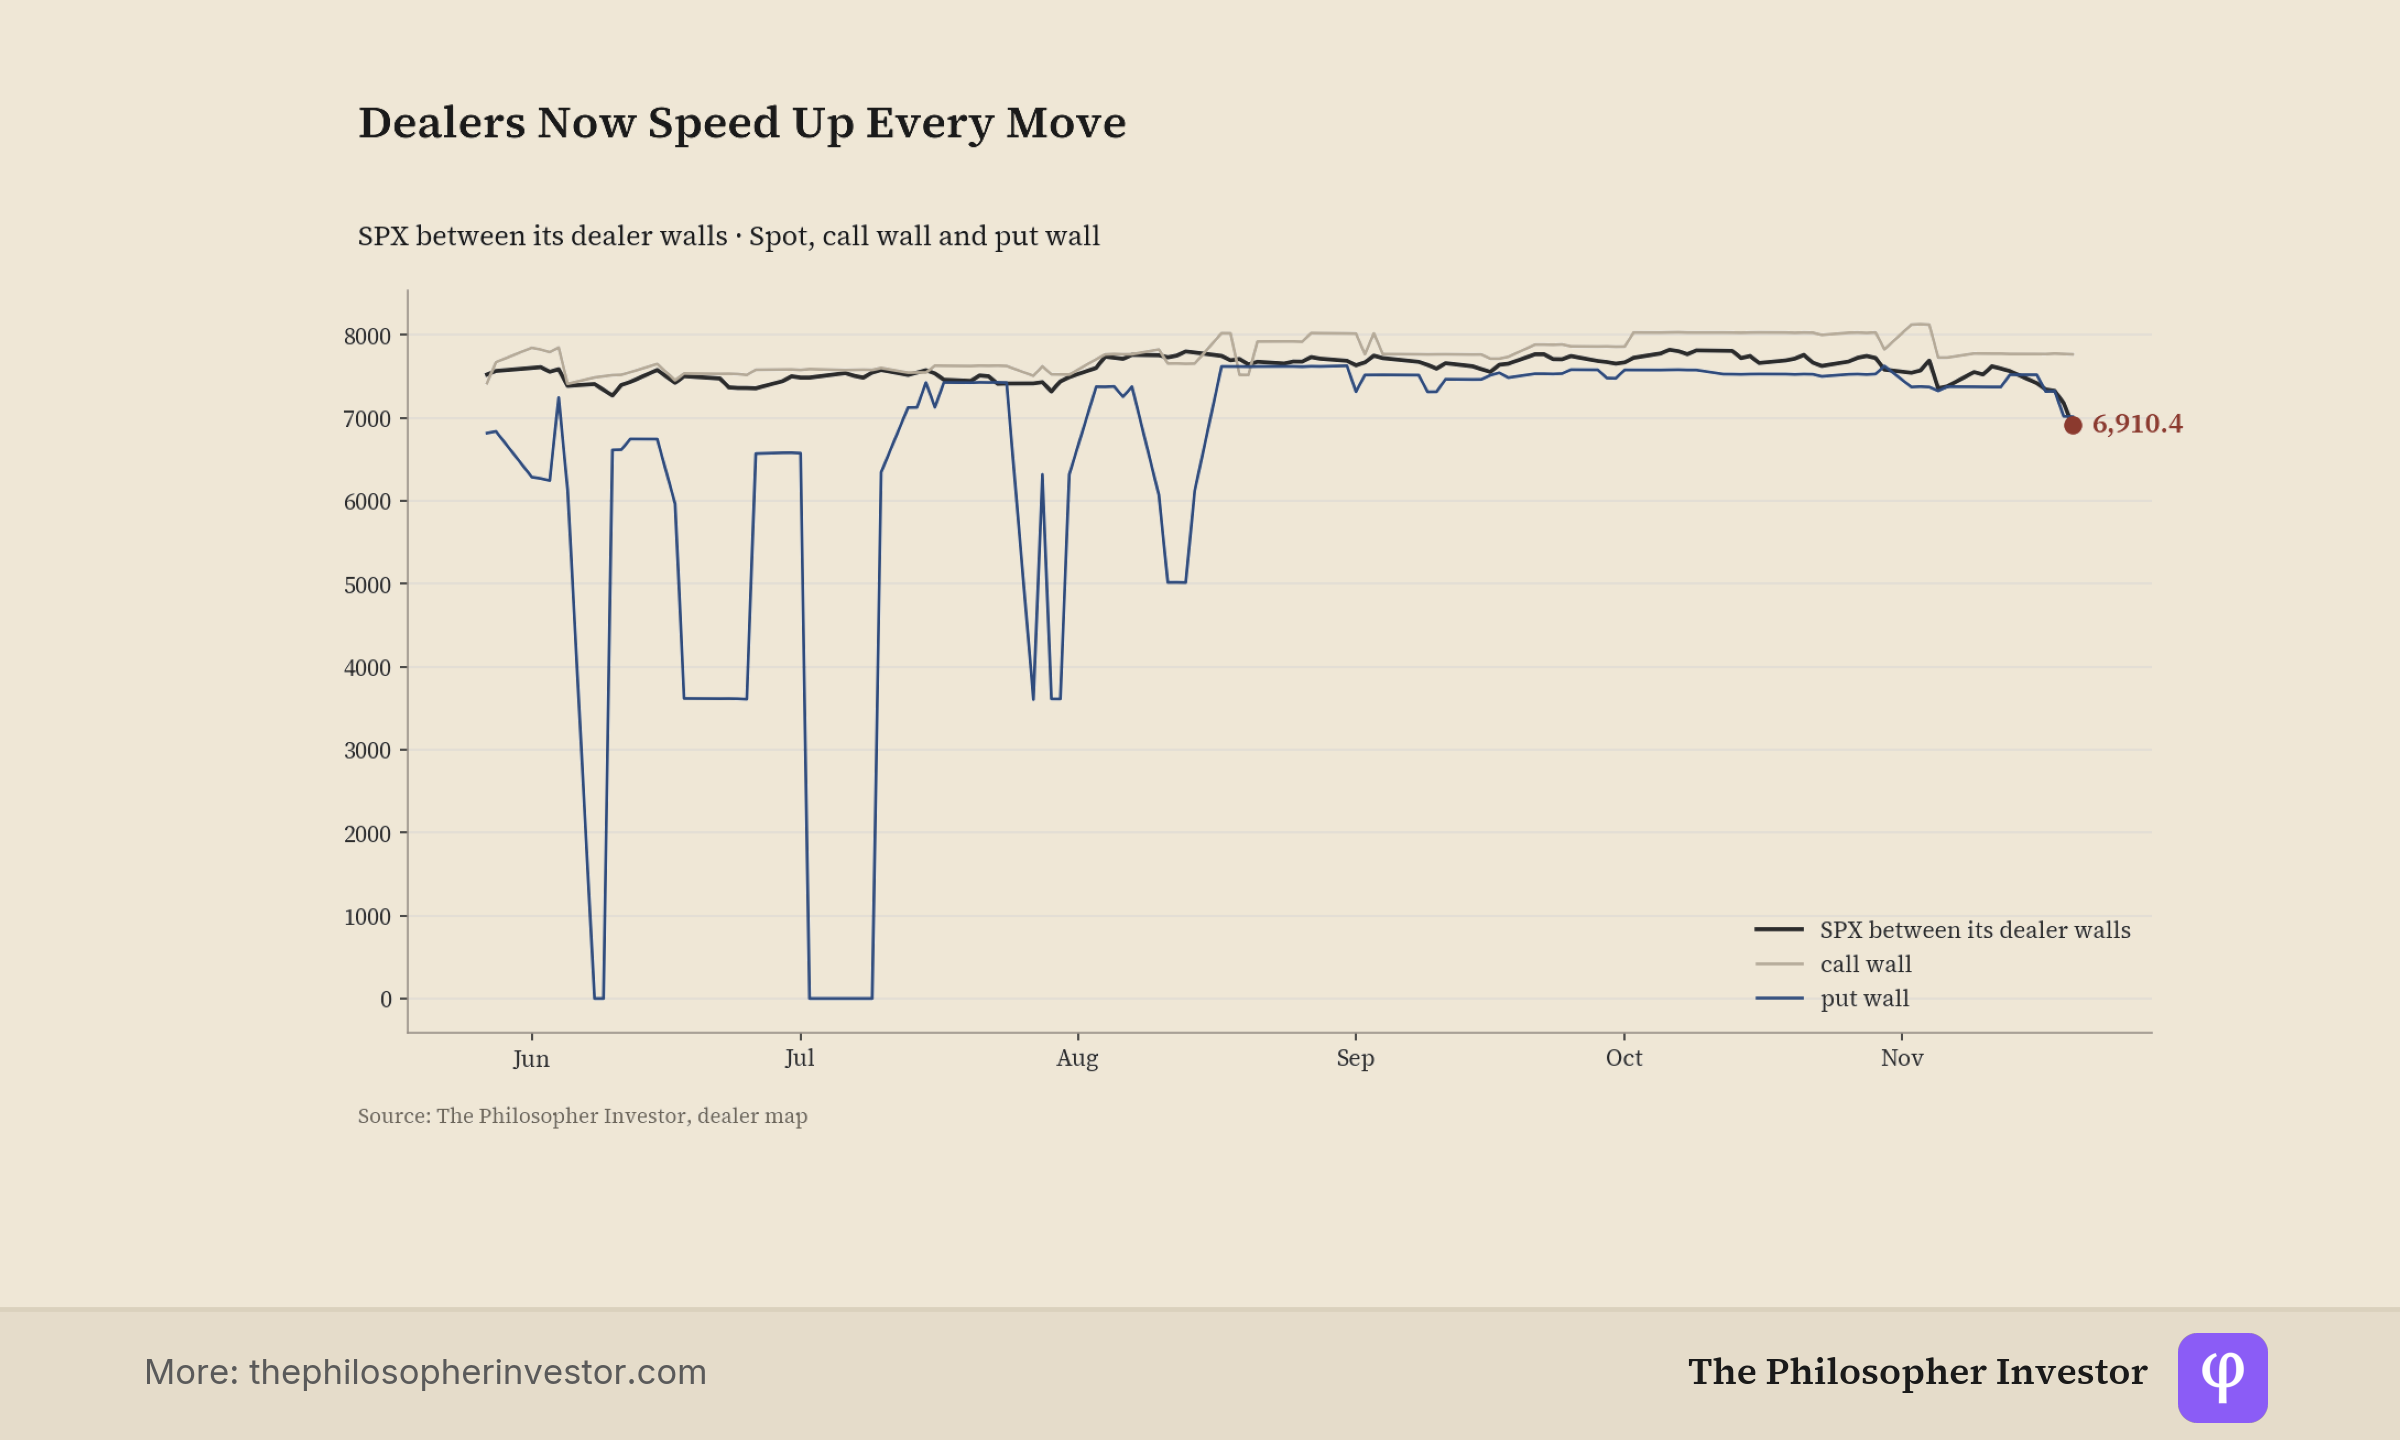 Dealers Now Speed Up Every Move
SPX between its dealer walls · Spot, call wall and put wall
8000
7000
6000
5000
4000
3000
2000
1000
0
6,910.4
SPX between its dealer walls
call wall
put wall
Jun Jul Aug Sep Oct Nov
Source: The Philosopher Investor, dealer map
More: thephilosopherinvestor.com
The Philosopher Investor φ